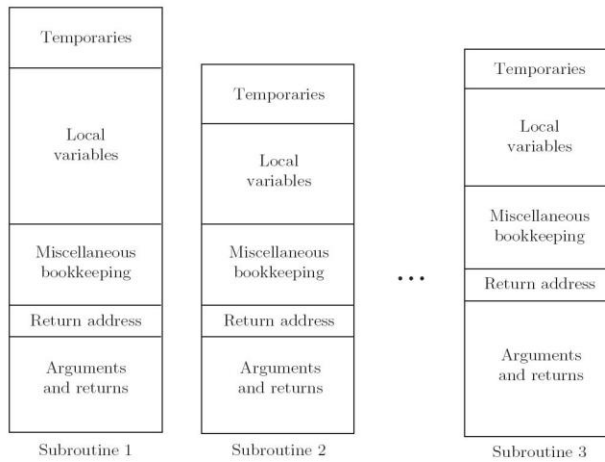 Temporaries
Local
variables
Miscellaneous
bookkeeping
Return address
Arguments
and returns
Subroutine 1
Temporaries
Local
variables
Miscellaneous
bookkeeping
Return address
Arguments
and returns
Subroutine 2
...
Temporaries
Local
variables
Miscellaneous
bookkeeping
Return address
Arguments
and returns
Subroutine 3